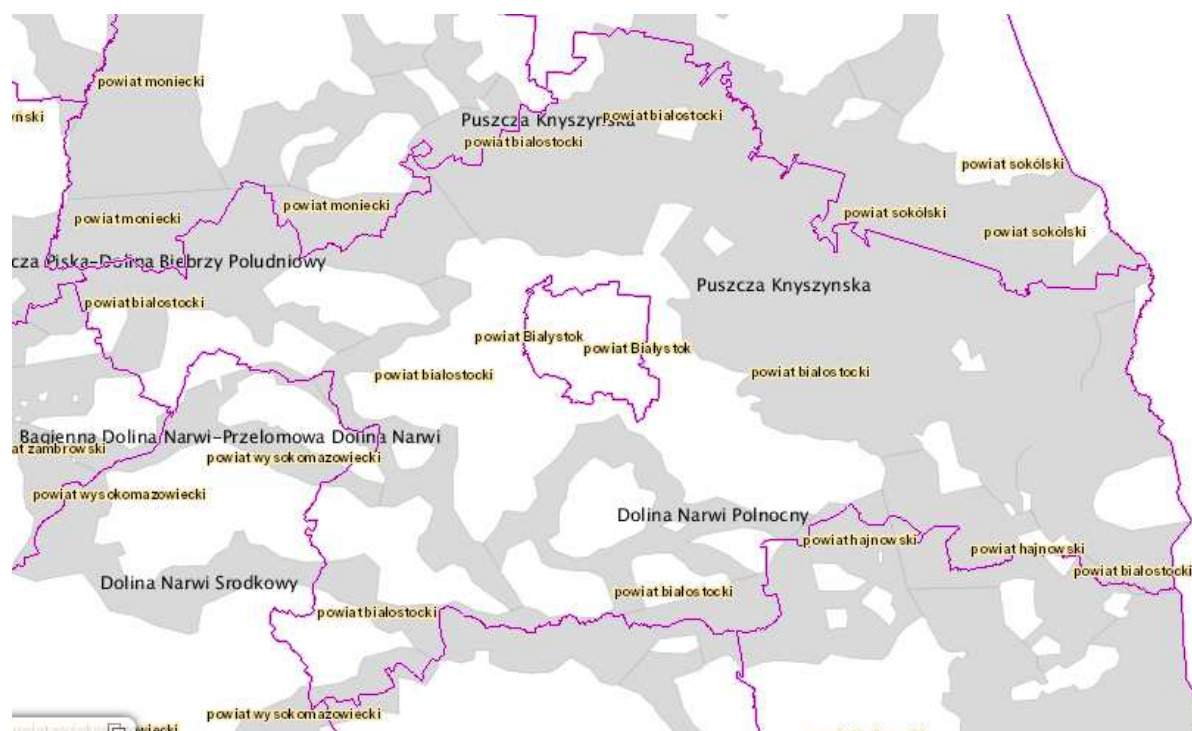 powiat moniecki
yński
Puszcza Knyszyńska
powiat białostocki
powiat białostocki
powiat sokólski
powiat moniecki
powiat moniecki
powiat sokólski
powiat sokólski
cza Piska-Dolina Biebrzy Poludniowy
Puszcza Knyszynska
powiat białostocki
powiat Białystok
powiat Białystok
powiat białostocki
powiat białostocki
Bagienna Dolina Narwi-Przelomowa Dolina Narwi
at zambrowski
powiat wysokomazowiecki
powiat wysokomazowiecki
Dolina Narwi Polnocny
powiat hajnowski
powiat hajnowski
powiat białostocki
Dolina Narwi Srodkowy
powiat białostocki
powiat białostocki
powiat wysokomazowiecki
wiecki